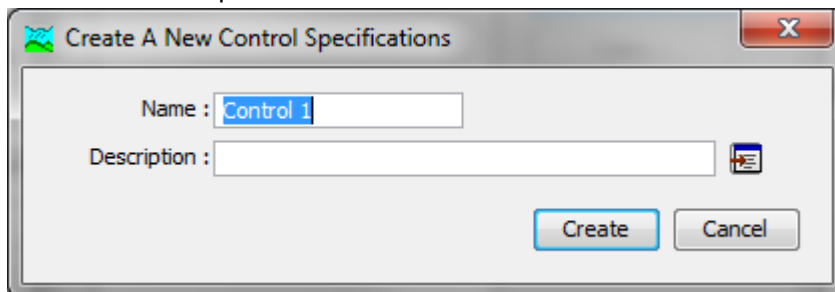 Create A New Control Specifications
Name : Control 1
Description :
Create Cancel